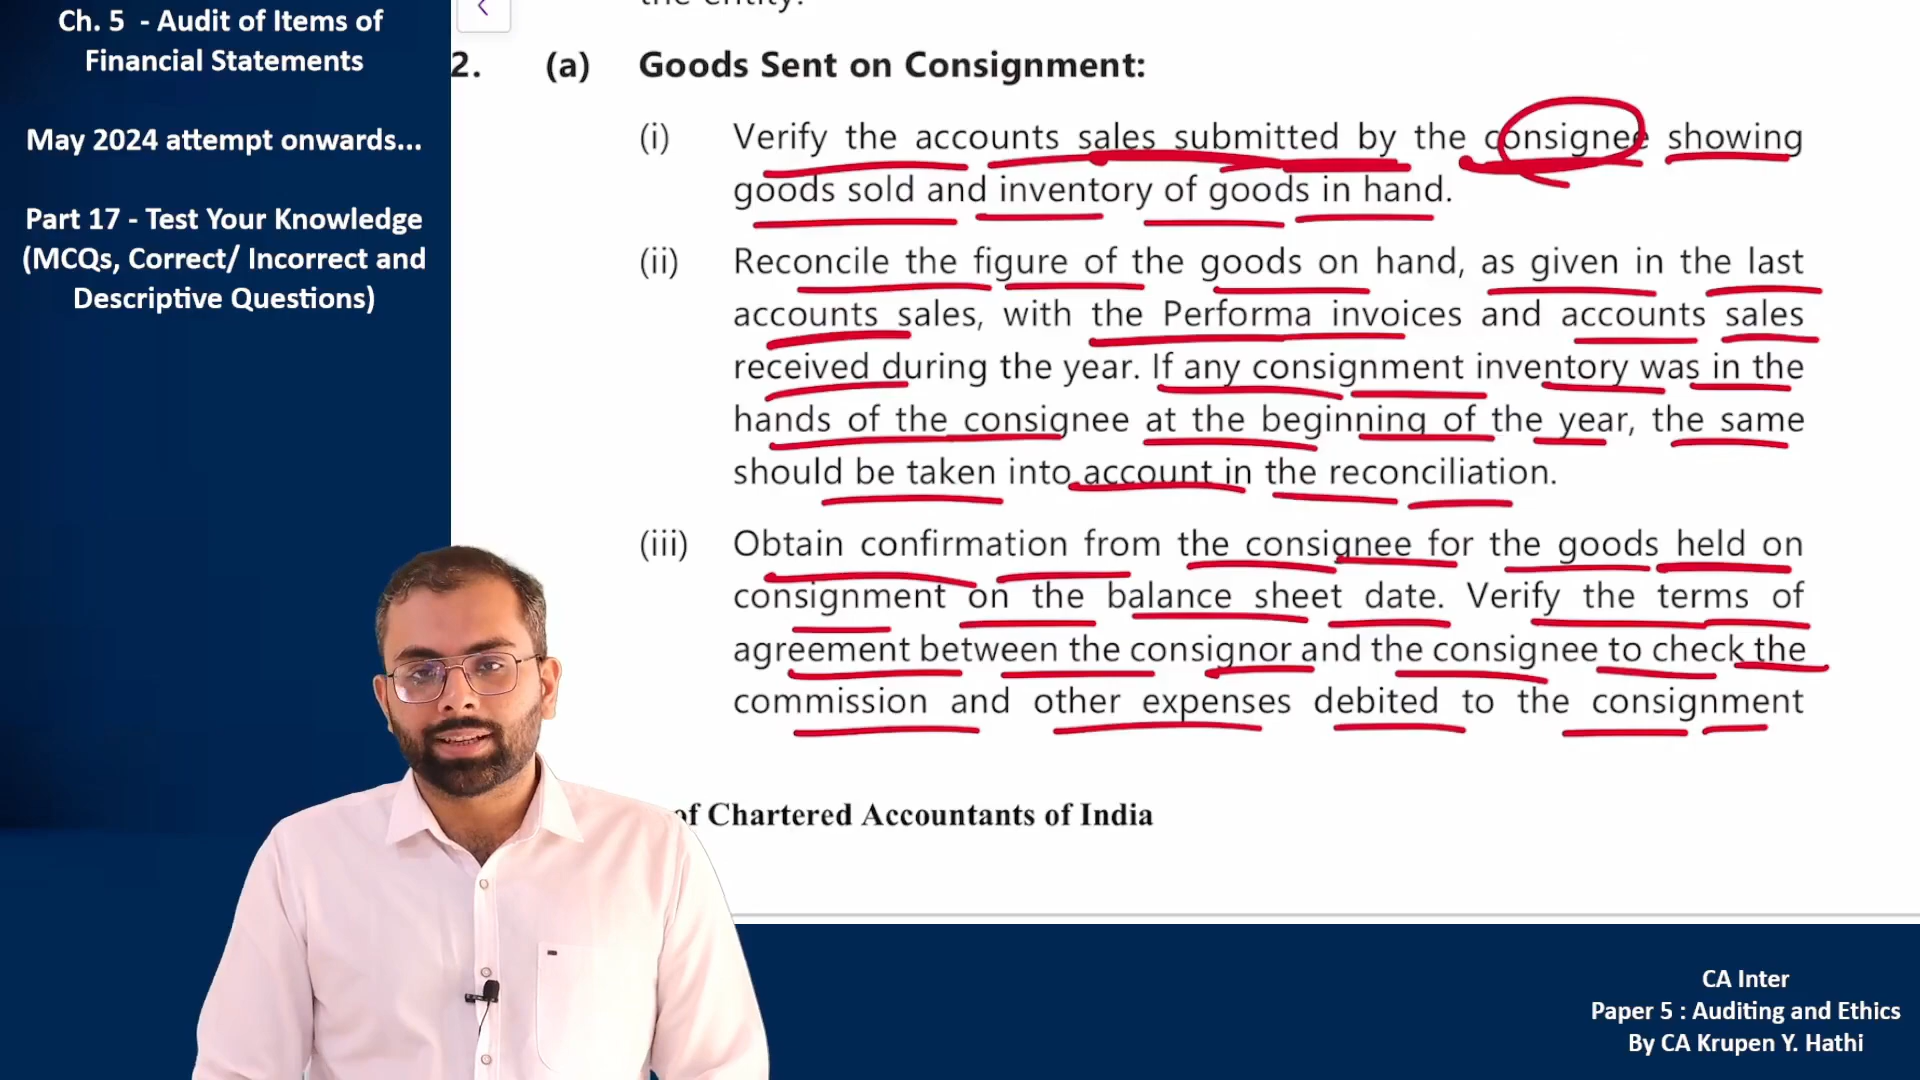 Ch. 5 - Audit of Items of
Financial Statements
May 2024 attempt onwards...
Part 17 - Test Your Knowledge
(MCQs, Correct/ Incorrect and
Descriptive Questions)
the entity.
2. (a) Goods Sent on Consignment:
(i) Verify the accounts sales submitted by the consignee showing
goods sold and inventory of goods in hand.
(ii) Reconcile the figure of the goods on hand, as given in the last
accounts sales, with the Performa invoices and accounts sales
received during the year. If any consignment inventory was in the
hands of the consignee at the beginning of the year, the same
should be taken into account in the reconciliation.
(iii) Obtain confirmation from the consignee for the goods held on
consignment on the balance sheet date. Verify the terms of
agreement between the consignor and the consignee to check the
commission and other expenses debited to the consignment
of Chartered Accountants of India
CA Inter
Paper 5 : Auditing and Ethics
By CA Krupen Y. Hathi